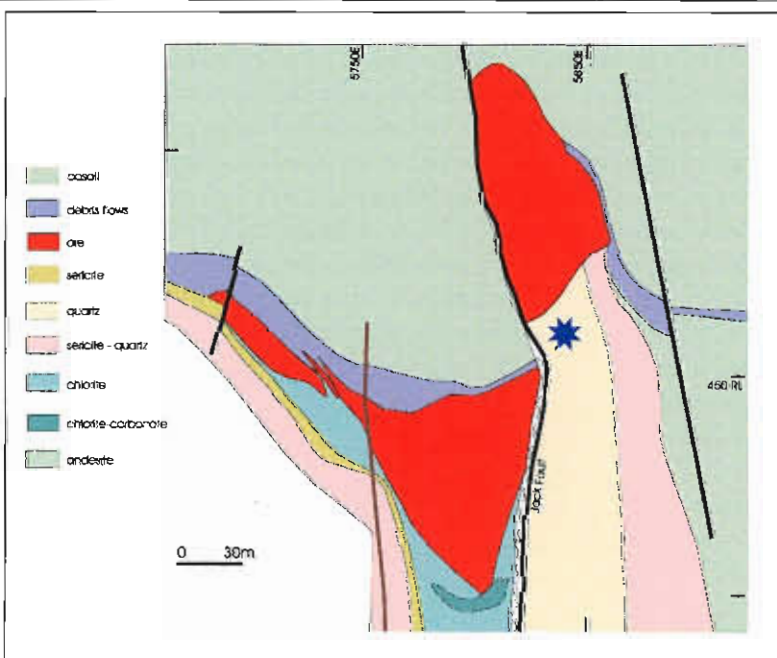 5750E
5850E
basalt
debris flows
ore
sericite
quartz
sericite - quartz
chlorite
chlorite-carbonate
andesite
450 RL
Jack Fault
0 30m